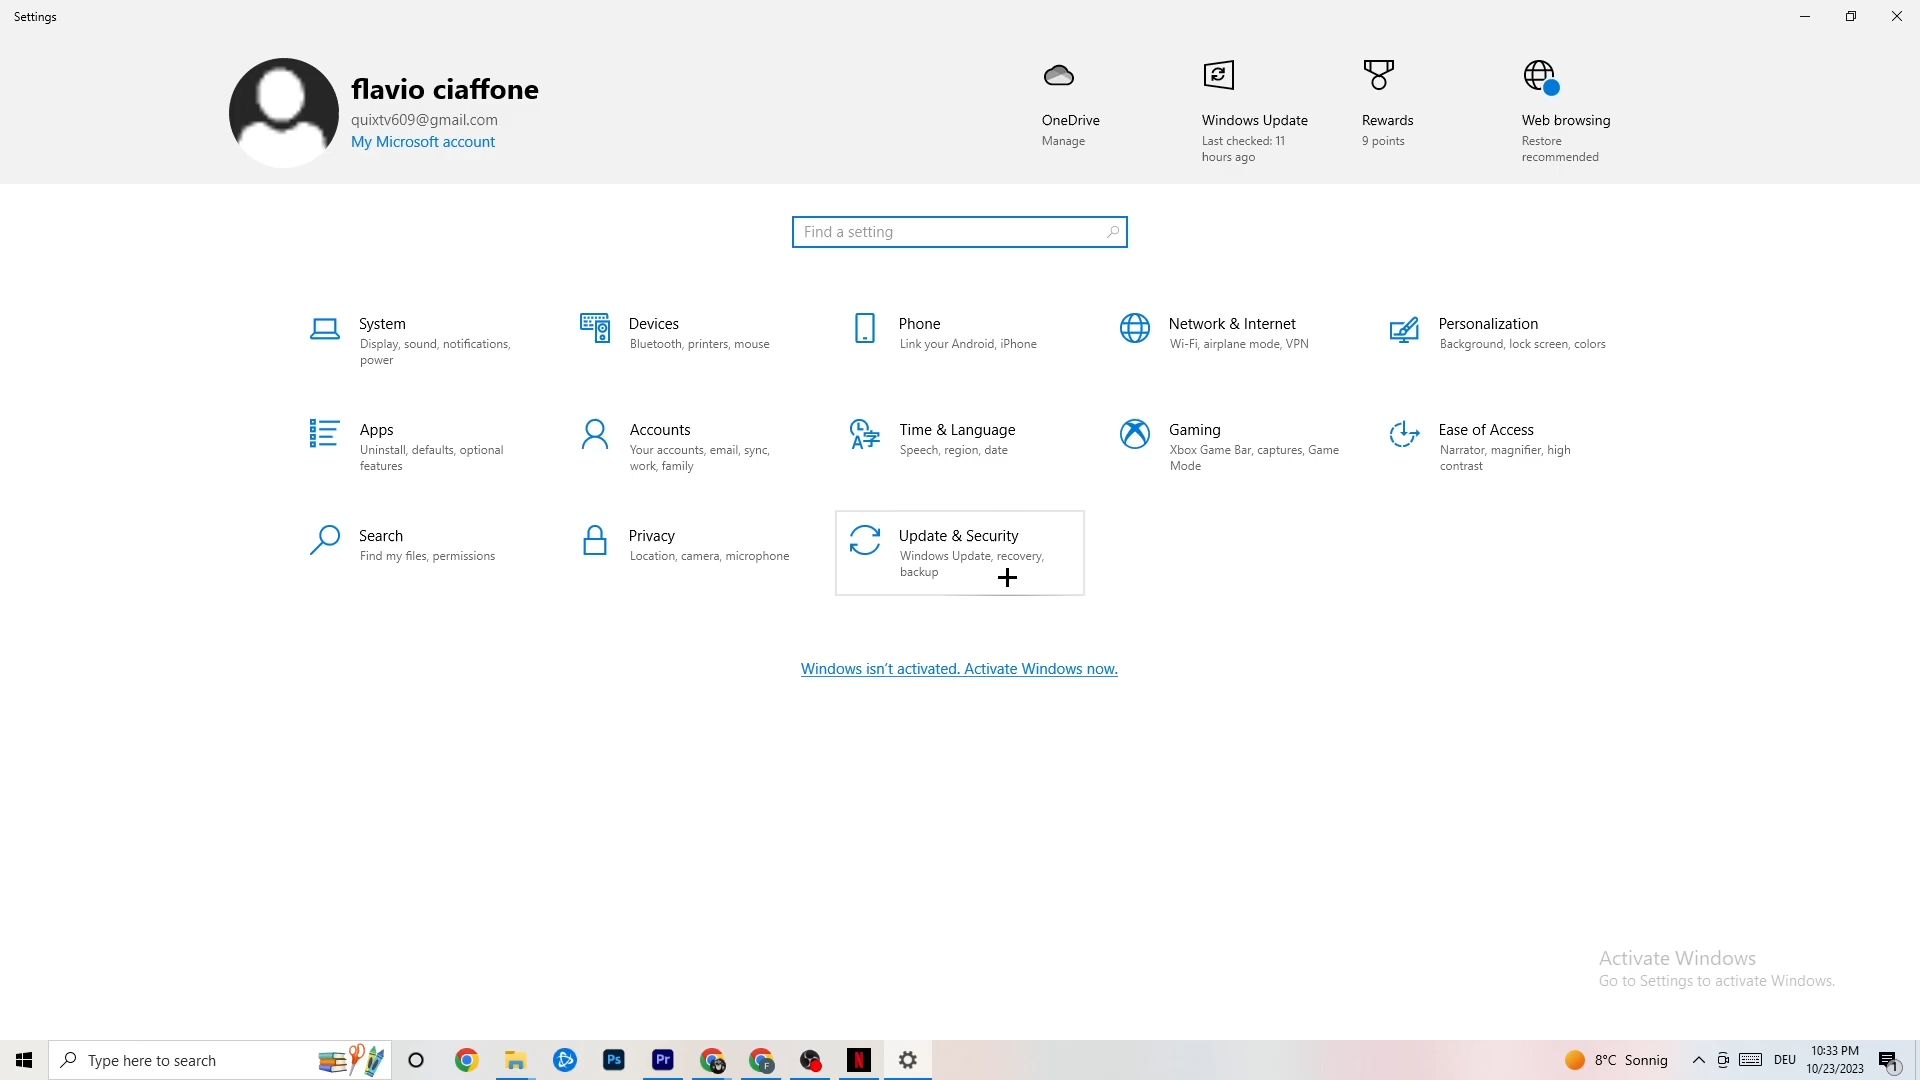 Settings
flavio ciaffone
quixtv609@gmail.com
My Microsoft account
OneDrive
Manage
Windows Update
Last checked: 11
hours ago
Rewards
9 points
Web browsing
Restore
recommended
Find a setting
System
Display, sound, notifications,
power
Devices
Bluetooth, printers, mouse
Phone
Link your Android, iPhone
Network & Internet
Wi-Fi, airplane mode, VPN
Personalization
Background, lock screen, colors
Apps
Uninstall, defaults, optional
features
Accounts
Your accounts, email, sync,
work, family
Time & Language
Speech, region, date
Gaming
Xbox Game Bar, captures, Game
Mode
Ease of Access
Narrator, magnifier, high
contrast
Search
Find my files, permissions
Privacy
Location, camera, microphone
Update & Security
Windows Update, recovery,
backup
Windows isn't activated. Activate Windows now.
Activate Windows
Go to Settings to activate Windows.
Type here to search
Ps
Pr
F
N
8°C Sonnig
DEU
10:33 PM
10/23/2023
1